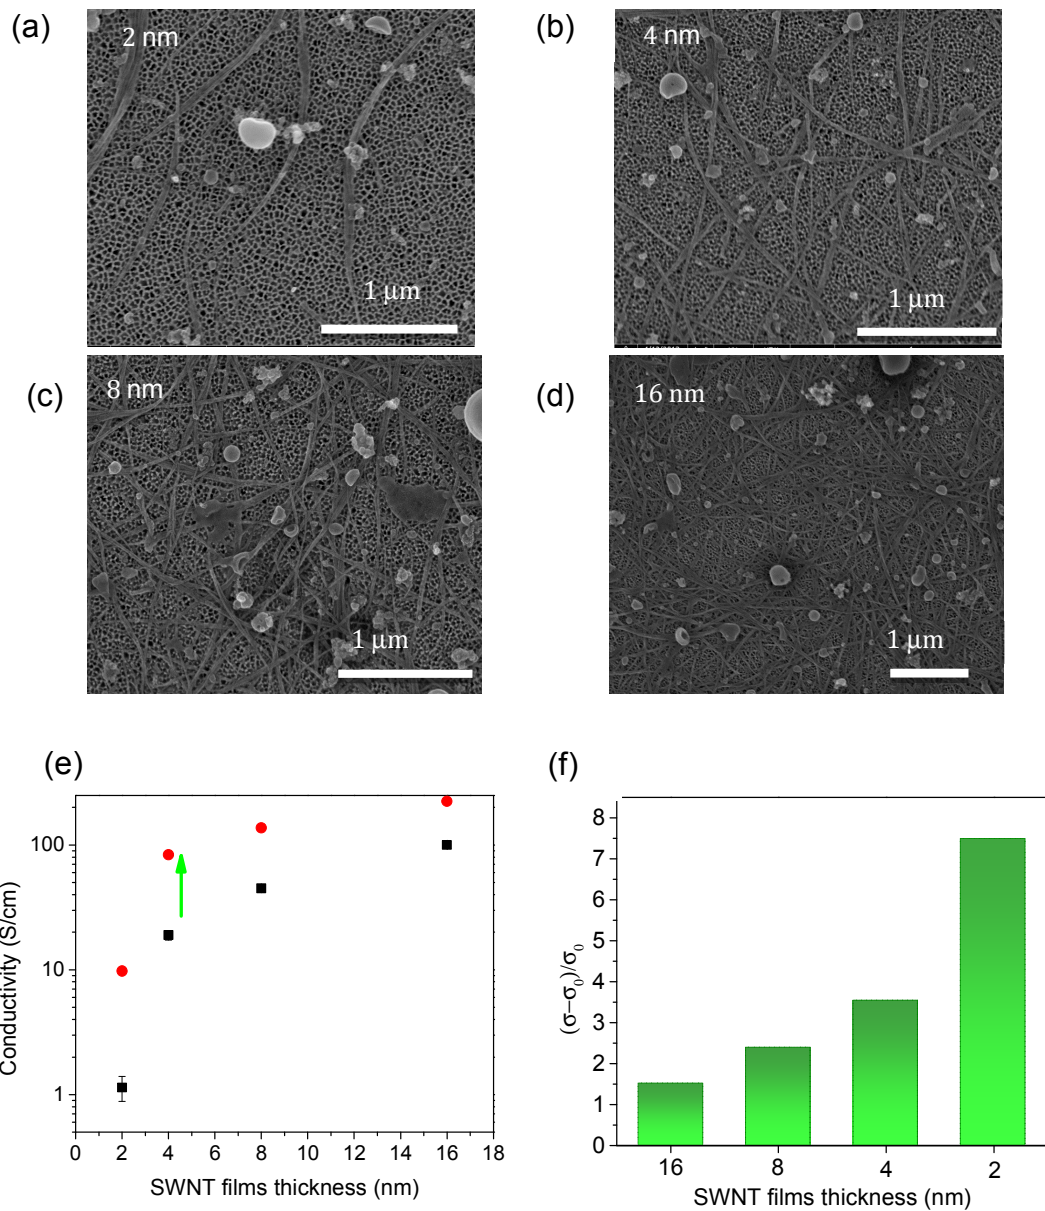 (a)
2 nm
1 μm
(b)
4 nm
1 μm
(c)
8 nm
1 μm
(d)
16 nm
1 μm
(e)
Conductivity (S/cm)
100
10
1
0 2 4 6 8 10 12 14 16 18
SWNT films thickness (nm)
(f)
(σ–σ₀)/σ₀
8
7
6
5
4
3
2
1
0
16 8 4 2
SWNT films thickness (nm)